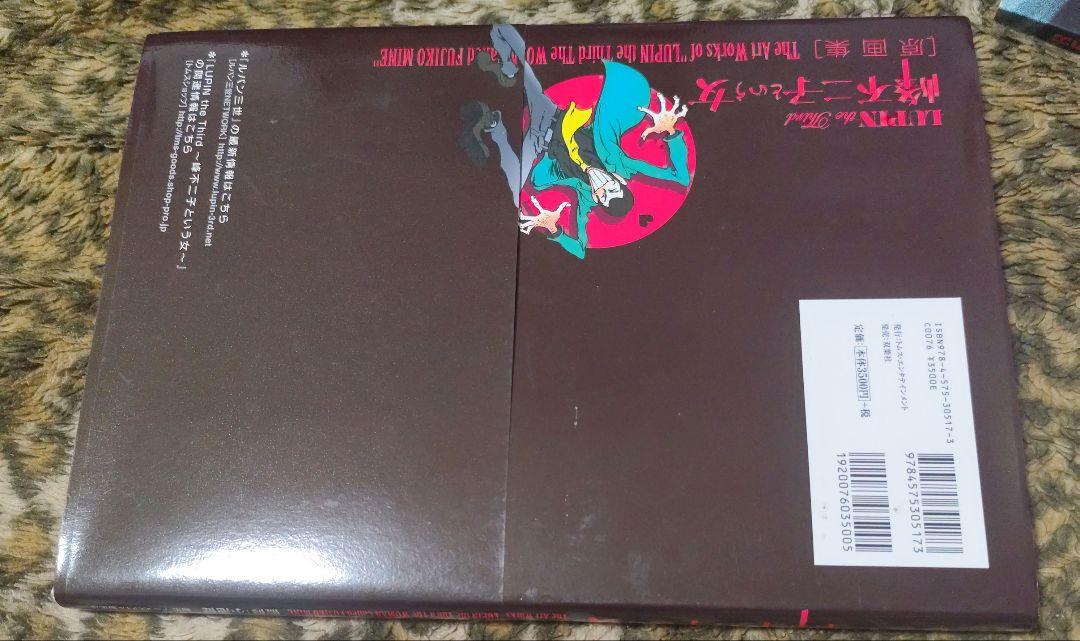 LUPIN the Third
峰不二子という女
[原画集]
The Art Works of "LUPIN the Third The WO FUJIKO MINE"
*『ルパン三世』の最新情報はこちら
[ルパン三世NETWORK] http://www.lupin-3rd.net
*『LUPIN the Third ～峰不二子という女～』
の関連情報はこちら
[トムスショップ] http://tms-goods.shop-pro.jp
ISBN978-4-575-30517-3
C0076 ¥3500E
発行:トムス・エンタテインメント
発売:双葉社
定価:本体3500円+税
9784575305173
1920076035005